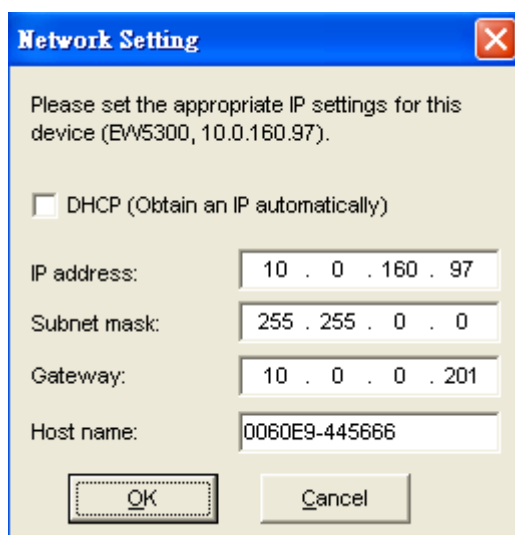 Network Setting
Please set the appropriate IP settings for this
device (EW5300, 10.0.160.97).
DHCP (Obtain an IP automatically)
IP address: 10 . 0 . 160 . 97
Subnet mask: 255 . 255 . 0 . 0
Gateway: 10 . 0 . 0 . 201
Host name: 0060E9-445666
OK Cancel